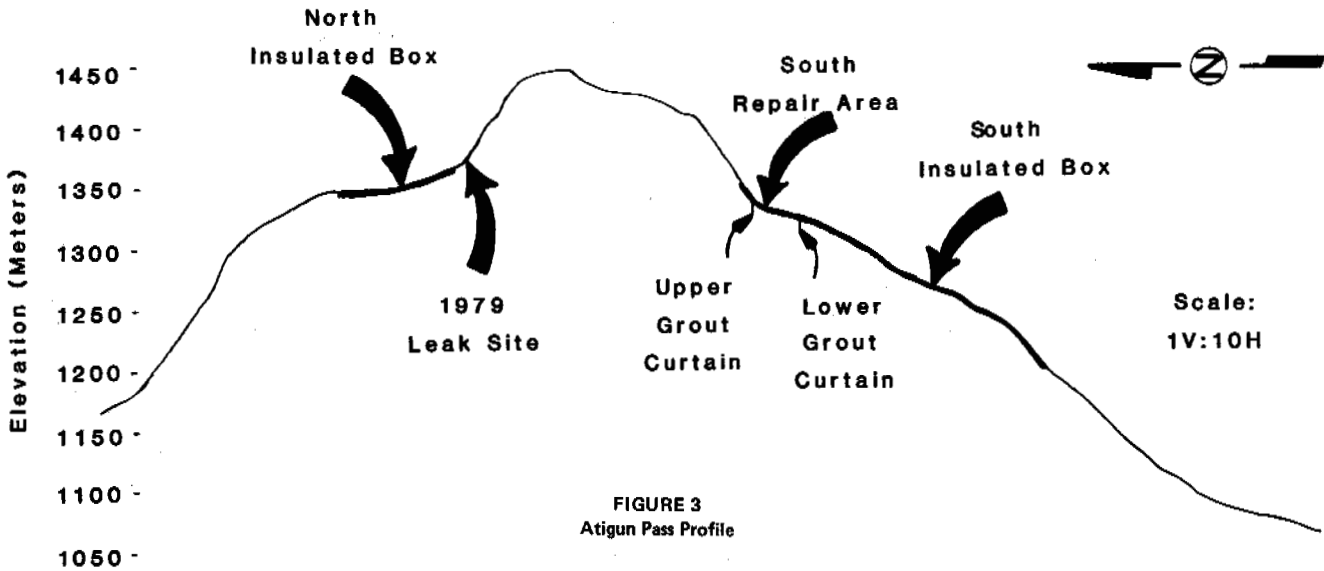 North
Insulated Box
South
Repair Area
South
Insulated Box
N
Elevation (Meters)
1450
1400
1350
1300
1250
1200
1150
1100
1050
1979
Leak Site
Upper
Grout
Curtain
Lower
Grout
Curtain
Scale:
1V:10H
FIGURE 3
Atigun Pass Profile